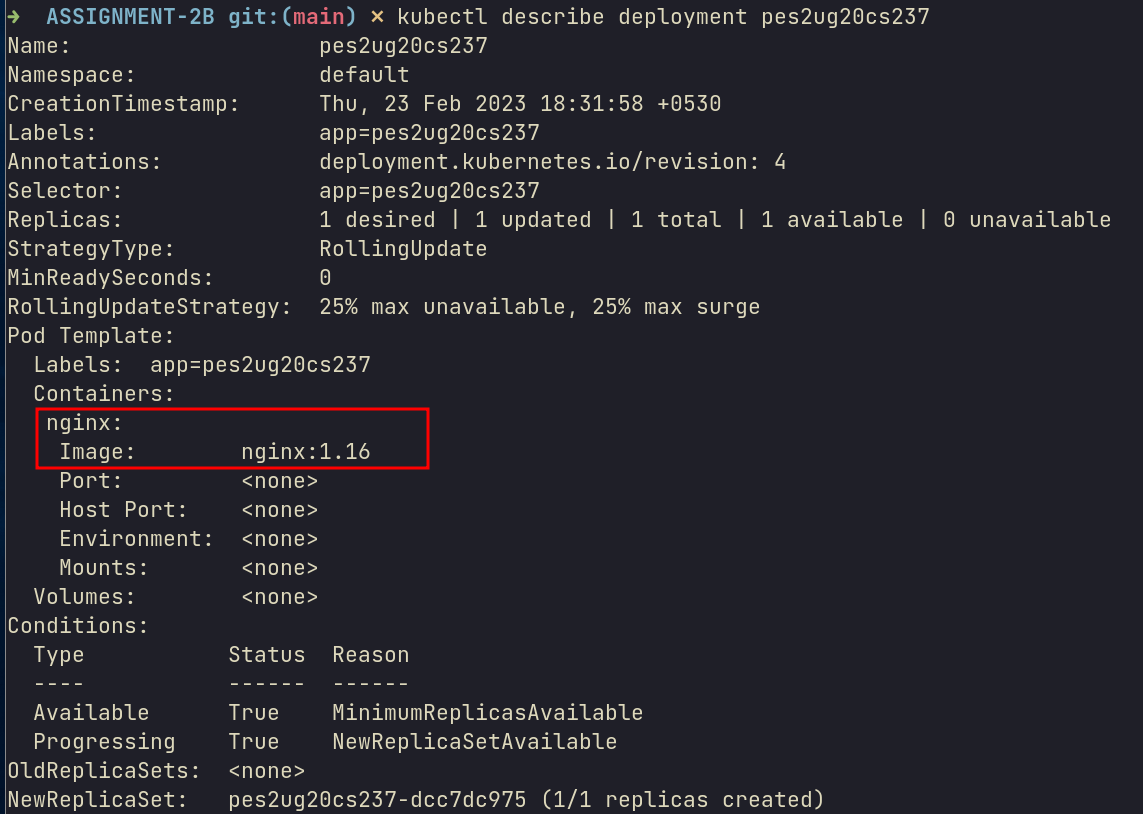 → ASSIGNMENT-2B git:(main) ✗ kubectl describe deployment pes2ug20cs237
Name:                   pes2ug20cs237
Namespace:              default
CreationTimestamp:      Thu, 23 Feb 2023 18:31:58 +0530
Labels:                 app=pes2ug20cs237
Annotations:            deployment.kubernetes.io/revision: 4
Selector:               app=pes2ug20cs237
Replicas:               1 desired | 1 updated | 1 total | 1 available | 0 unavailable
StrategyType:           RollingUpdate
MinReadySeconds:        0
RollingUpdateStrategy:  25% max unavailable, 25% max surge
Pod Template:
  Labels:  app=pes2ug20cs237
  Containers:
   nginx:
    Image:        nginx:1.16
    Port:         <none>
    Host Port:    <none>
    Environment:  <none>
    Mounts:       <none>
  Volumes:        <none>
Conditions:
  Type           Status  Reason
  ----           ------  ------
  Available      True    MinimumReplicasAvailable
  Progressing    True    NewReplicaSetAvailable
OldReplicaSets:  <none>
NewReplicaSet:   pes2ug20cs237-dcc7dc975 (1/1 replicas created)